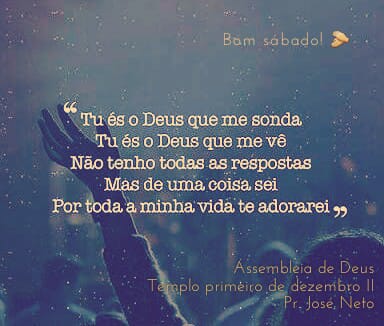 Bom sábado!
“Tu és o Deus que me sonda
Tu és o Deus que me vê
Não tenho todas as respostas
Mas de uma coisa sei
Por toda a minha vida te adorarei„
Assembleia de Deus
Templo primeiro de dezembro II
Pr. José Neto